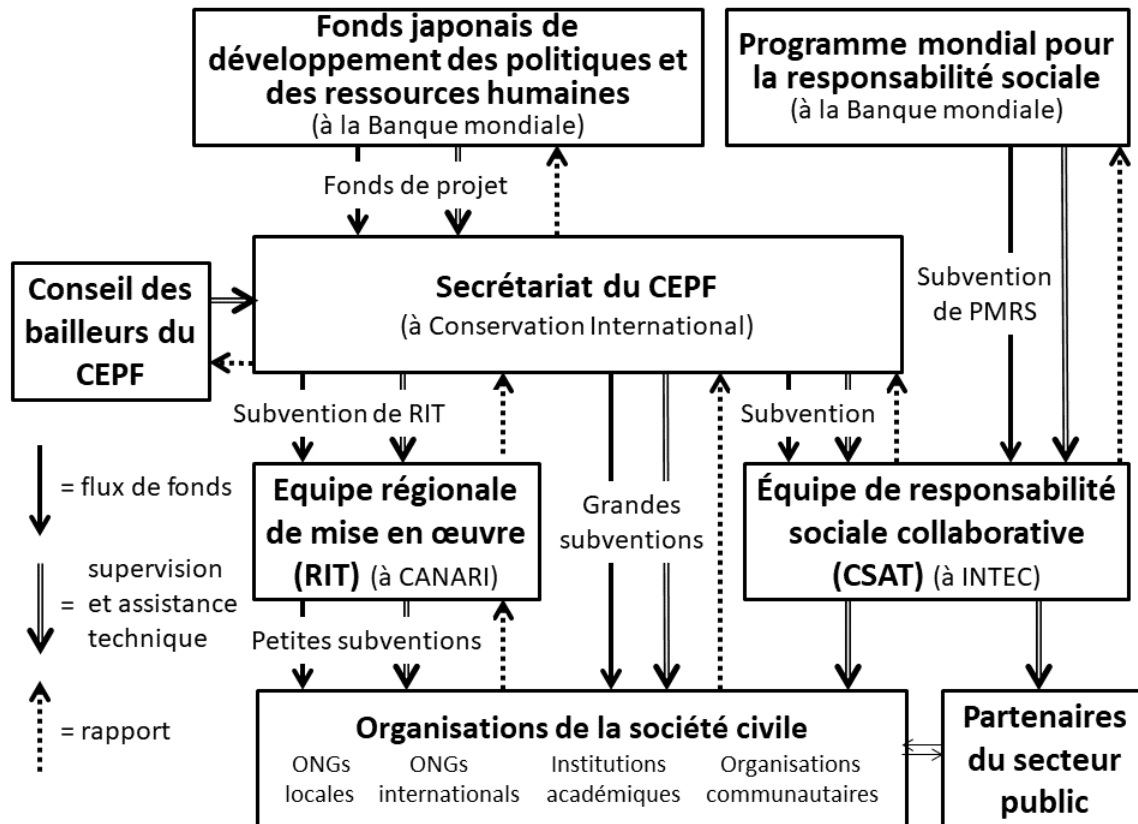 Fonds japonais de
développement des politiques et
des ressources humaines
(à la Banque mondiale)
Programme mondial pour
la responsabilité sociale
(à la Banque mondiale)
Fonds de projet
Conseil des
bailleurs du
CEPF
Secrétariat du CEPF
(à Conservation International)
Subvention
de PMRS
Subvention de RIT
Subvention
= flux de fonds
Equipe régionale
de mise en œuvre
(RIT) (à CANARI)
Grandes
subventions
Équipe de responsabilité
sociale collaborative
(CSAT) (à INTEC)
supervision
= et assistance
technique
Petites subventions
= rapport
Organisations de la société civile
ONGs
locales
ONGs
internationals
Institutions
académiques
Organisations
communautaires
Partenaires
du secteur
public